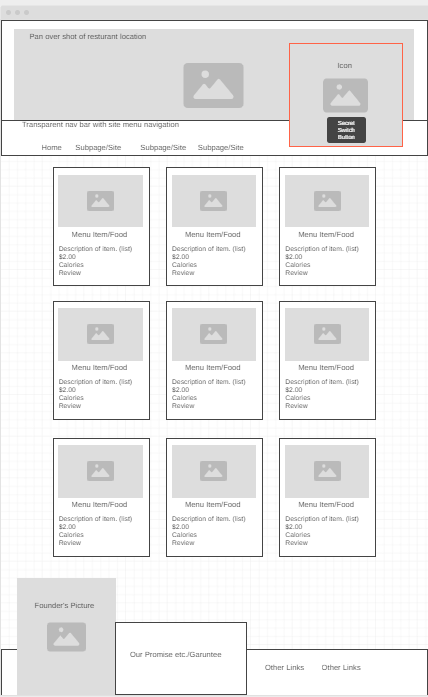 Pan over shot of resturant location
Icon
Secret
Switch
Button
Transparent nav bar with site menu navigation
Home Subpage/Site Subpage/Site Subpage/Site
Menu Item/Food
Description of item. (list)
$2.00
Calories
Review
Menu Item/Food
Description of item. (list)
$2.00
Calories
Review
Menu Item/Food
Description of item. (list)
$2.00
Calories
Review
Menu Item/Food
Description of item. (list)
$2.00
Calories
Review
Menu Item/Food
Description of item. (list)
$2.00
Calories
Review
Menu Item/Food
Description of item. (list)
$2.00
Calories
Review
Menu Item/Food
Description of item. (list)
$2.00
Calories
Review
Menu Item/Food
Description of item. (list)
$2.00
Calories
Review
Menu Item/Food
Description of item. (list)
$2.00
Calories
Review
Founder's Picture
Our Promise etc./Garuntee
Other Links Other Links